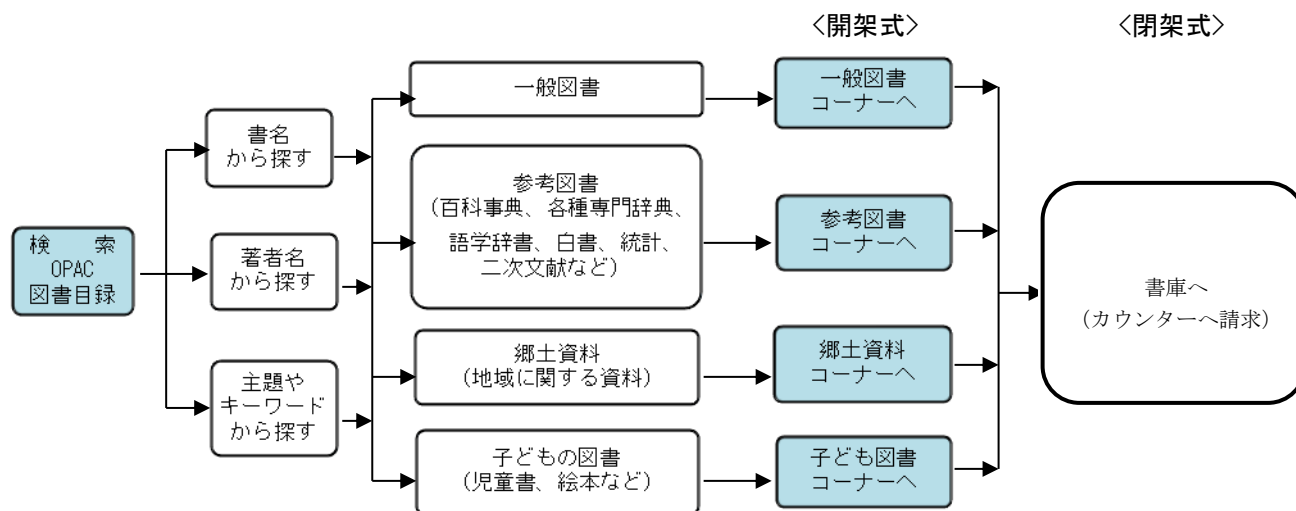 〈開架式〉
〈閉架式〉
検　索
OPAC
図書目録
書名
から探す
著者名
から探す
主題や
キーワード
から探す
一般図書
参考図書
(百科事典、各種専門辞典、
語学辞書、白書、統計、
二次文献など)
郷土資料
(地域に関する資料)
子どもの図書
(児童書、絵本など)
一般図書
コーナーへ
参考図書
コーナーへ
郷土資料
コーナーへ
子ども図書
コーナーへ
書庫へ
(カウンターへ請求)